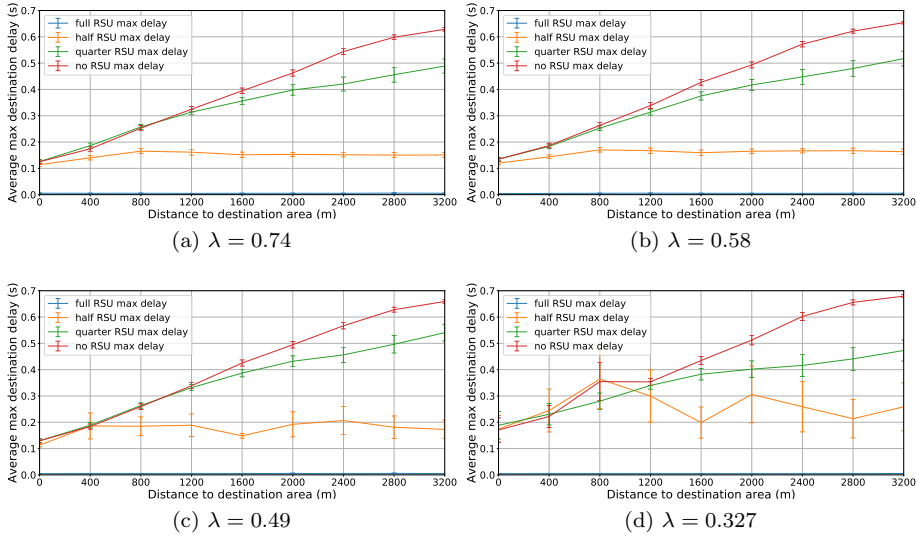 0.7
0.6
0.5
0.4
0.3
0.2
0.1
0.0
Average max destination delay (s)
full RSU max delay
half RSU max delay
quarter RSU max delay
no RSU max delay
0 400 800 1200 1600 2000 2400 2800 3200
Distance to destination area (m)
(a) λ = 0.74
0.7
0.6
0.5
0.4
0.3
0.2
0.1
0.0
Average max destination delay (s)
full RSU max delay
half RSU max delay
quarter RSU max delay
no RSU max delay
0 400 800 1200 1600 2000 2400 2800 3200
Distance to destination area (m)
(b) λ = 0.58
0.7
0.6
0.5
0.4
0.3
0.2
0.1
0.0
Average max destination delay (s)
full RSU max delay
half RSU max delay
quarter RSU max delay
no RSU max delay
0 400 800 1200 1600 2000 2400 2800 3200
Distance to destination area (m)
(c) λ = 0.49
0.7
0.6
0.5
0.4
0.3
0.2
0.1
0.0
Average max destination delay (s)
full RSU max delay
half RSU max delay
quarter RSU max delay
no RSU max delay
0 400 800 1200 1600 2000 2400 2800 3200
Distance to destination area (m)
(d) λ = 0.327